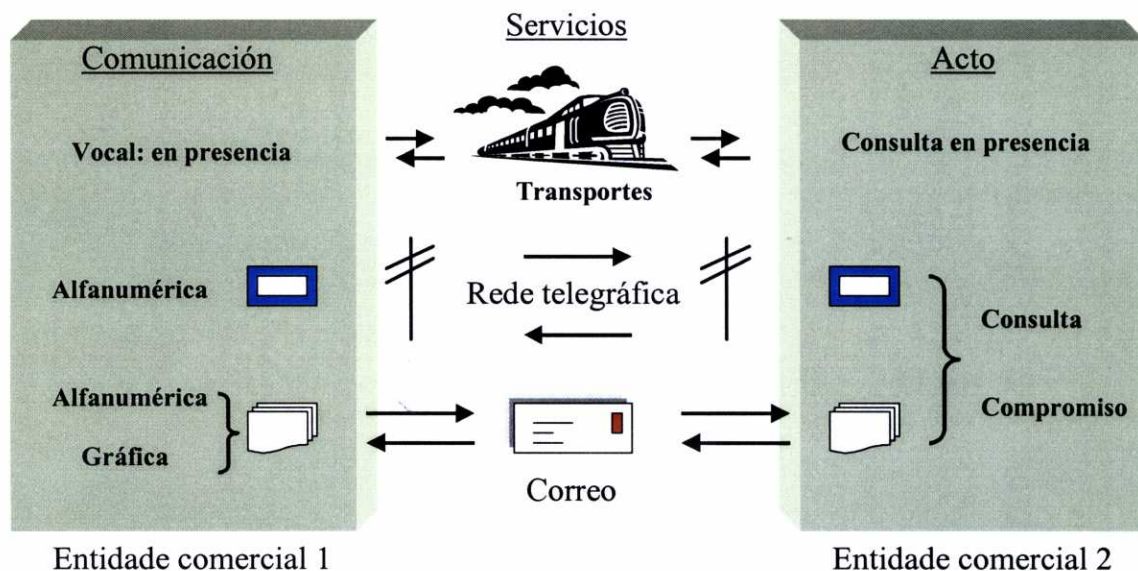 Servicios
Comunicación
Acto
Vocal: en presencia
Transportes
Consulta en presencia
Alfanumérica
Rede telegráfica
Consulta
Alfanumérica
Gráfica
Compromiso
Correo
Entidade comercial 1
Entidade comercial 2